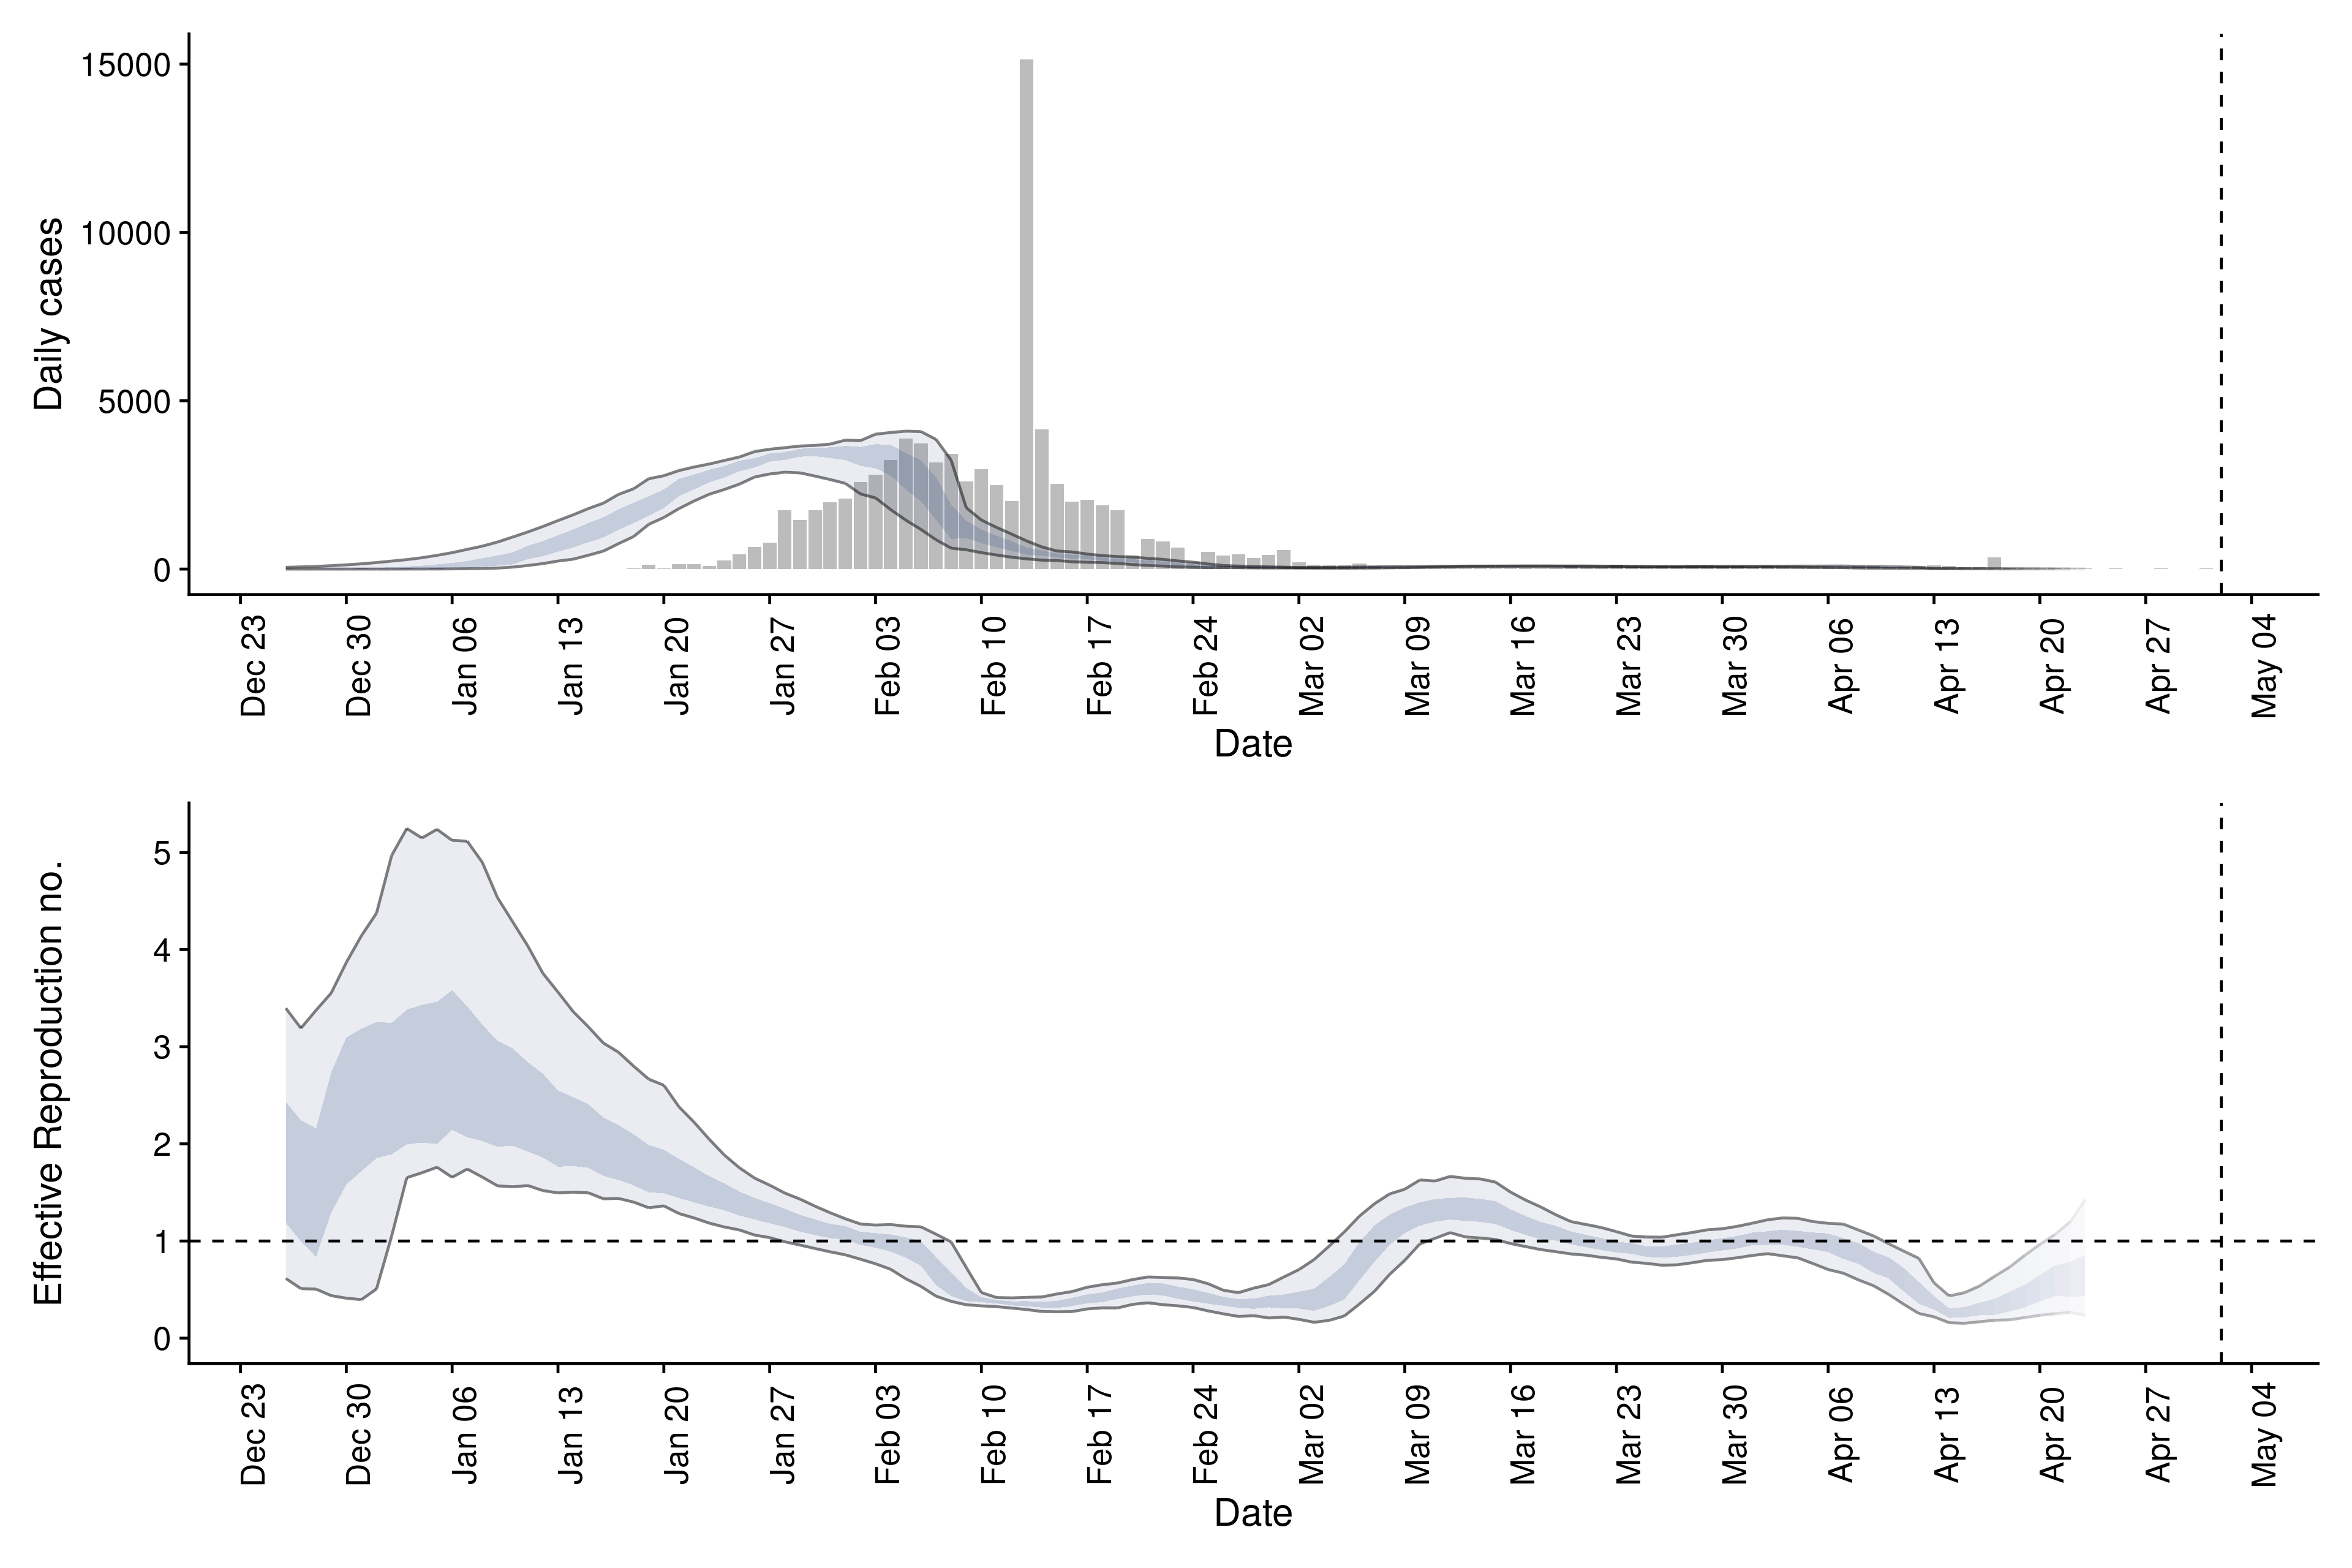 Daily cases
15000
10000
5000
0
Dec 23
Dec 30
Jan 06
Jan 13
Jan 20
Jan 27
Feb 03
Feb 10
Feb 17
Feb 24
Mar 02
Mar 09
Mar 16
Mar 23
Mar 30
Apr 06
Apr 13
Apr 20
Apr 27
May 04
Date
Effective Reproduction no.
5
4
3
2
1
0
Dec 23
Dec 30
Jan 06
Jan 13
Jan 20
Jan 27
Feb 03
Feb 10
Feb 17
Feb 24
Mar 02
Mar 09
Mar 16
Mar 23
Mar 30
Apr 06
Apr 13
Apr 20
Apr 27
May 04
Date